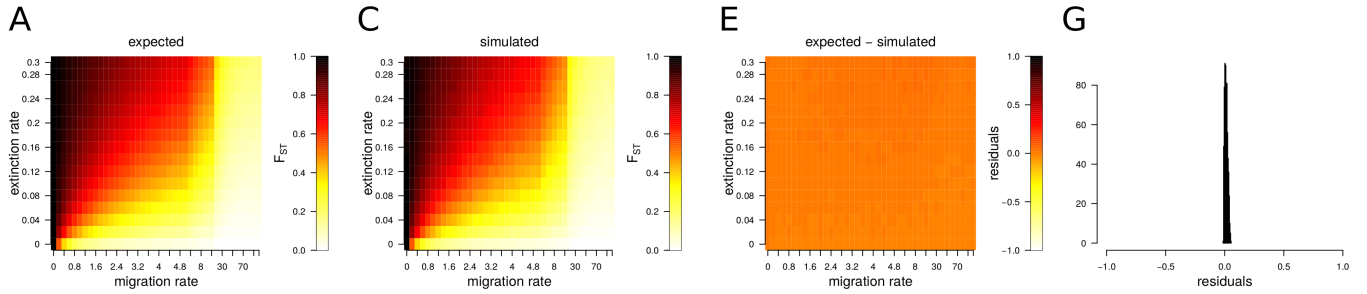 A
expected
0.3
0.28
0.24
0.2
0.16
0.12
0.08
0.04
0
extinction rate
0 0.8 1.6 2.4 3.2 4 4.8 8 30 70
migration rate
1.0
0.8
0.6
0.4
0.2
0.0
FST
C
simulated
0.3
0.28
0.24
0.2
0.16
0.12
0.08
0.04
0
extinction rate
0 0.8 1.6 2.4 3.2 4 4.8 8 30 70
migration rate
1.0
0.8
0.6
0.4
0.2
0.0
FST
E
expected − simulated
0.3
0.28
0.24
0.2
0.16
0.12
0.08
0.04
0
extinction rate
0 0.8 1.6 2.4 3.2 4 4.8 8 30 70
migration rate
1.0
0.5
0.0
−0.5
−1.0
residuals
G
80
60
40
20
0
−1.0 −0.5 0.0 0.5 1.0
residuals